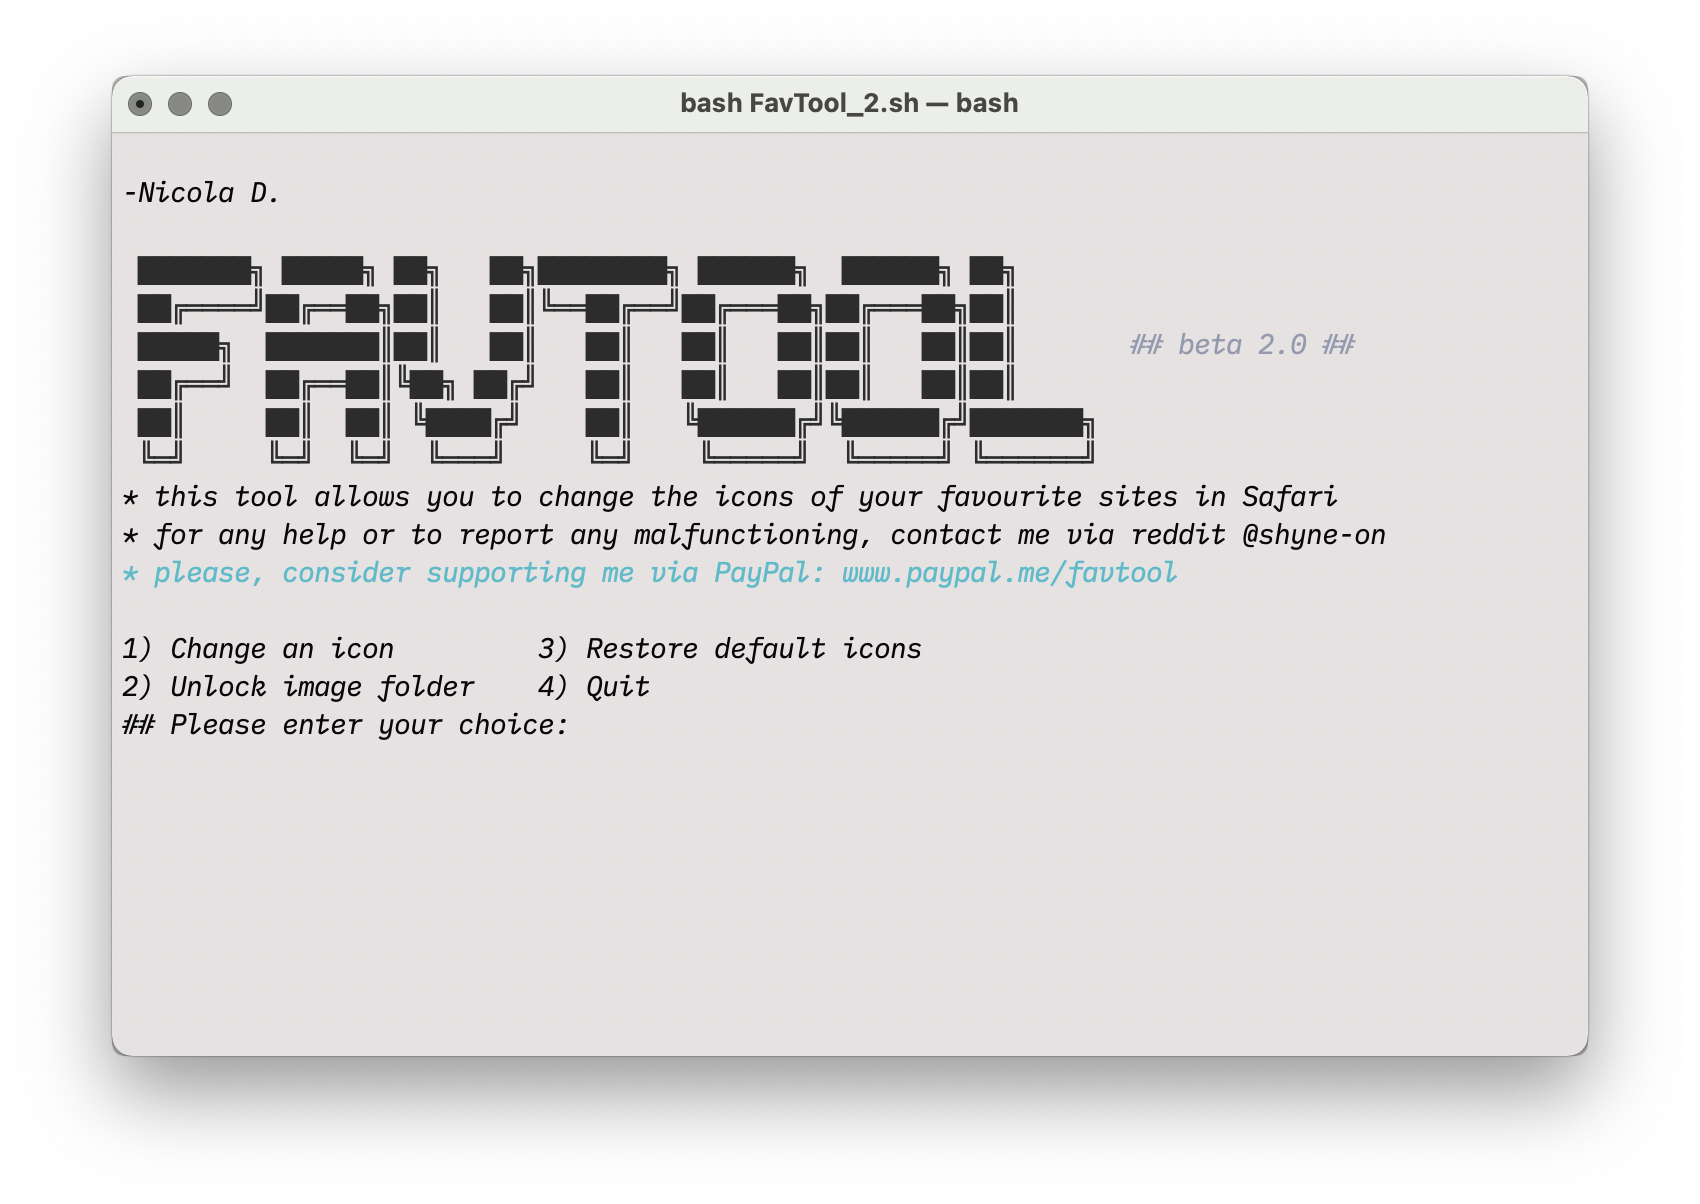 bash FavTool_2.sh — bash
-Nicola D.
FAVTOOL
## beta 2.0 ##
* this tool allows you to change the icons of your favourite sites in Safari
* for any help or to report any malfunctioning, contact me via reddit @shyne-on
* please, consider supporting me via PayPal: www.paypal.me/favtool
1) Change an icon 3) Restore default icons
2) Unlock image folder 4) Quit
## Please enter your choice: